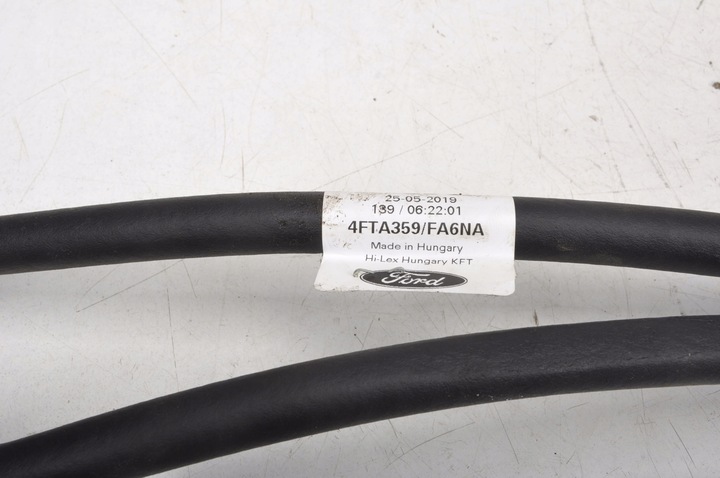 25-05-2019
139 / 06:22:01
4FTA359/FA6NA
Made in Hungary
Hi-Lex Hungary KFT
Ford